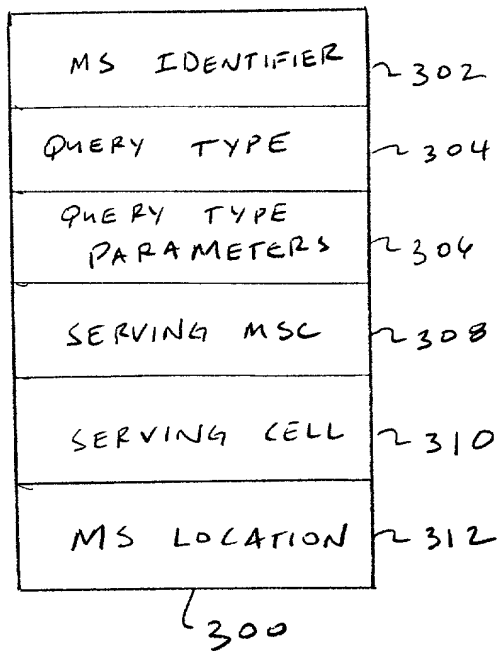 MS IDENTIFIER 302
QUERY TYPE 304
QUERY TYPE
PARAMETERS 306
SERVING MSC 308
SERVING CELL 310
MS LOCATION 312
300